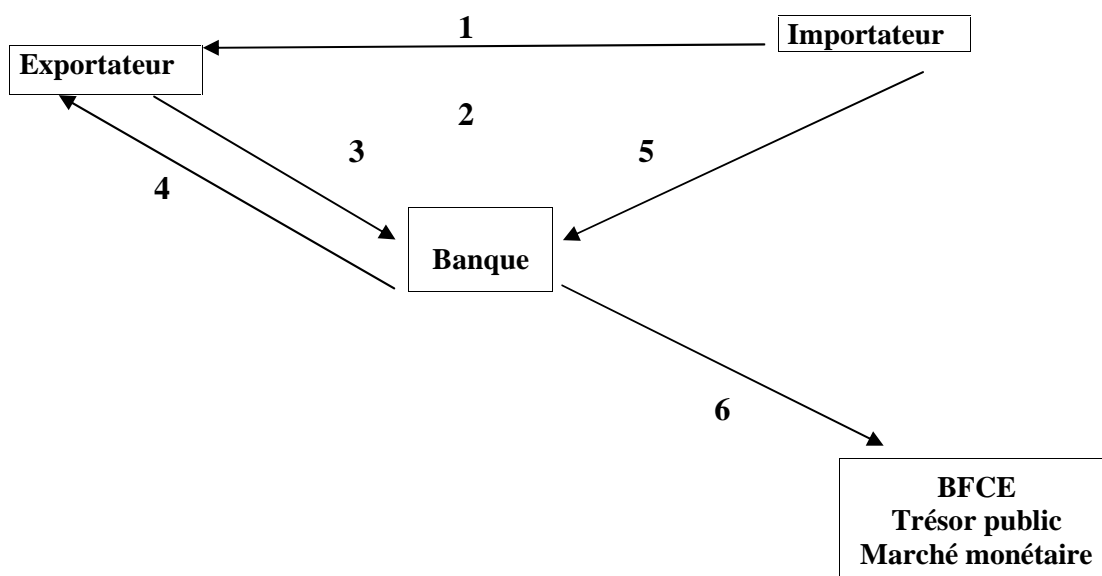 1
Importateur
Exportateur
2
3
5
4
Banque
6
BFCE
Trésor public
Marché monétaire